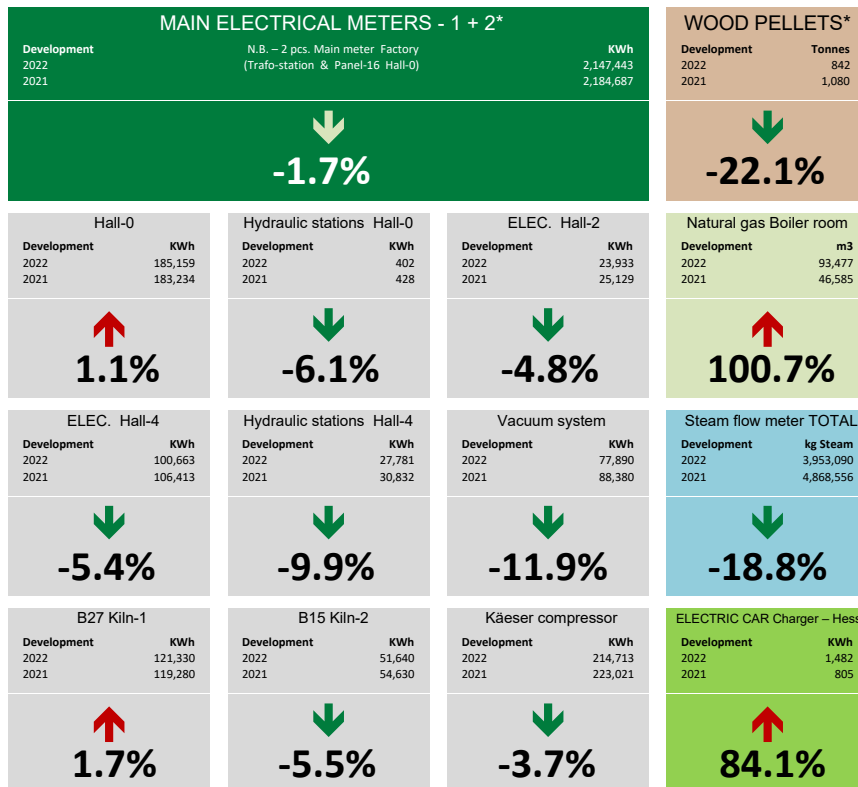 MAIN ELECTRICAL METERS - 1 + 2*
Development N.B. – 2 pcs. Main meter Factory KWh
2022 (Trafo-station & Panel-16 Hall-0) 2,147,443
2021 2,184,687
-1.7%
WOOD PELLETS*
Development Tonnes
2022 842
2021 1,080
-22.1%
Hall-0
Development KWh
2022 185,159
2021 183,234
1.1%
Hydraulic stations Hall-0
Development KWh
2022 402
2021 428
-6.1%
ELEC. Hall-2
Development KWh
2022 23,933
2021 25,129
-4.8%
Natural gas Boiler room
Development m3
2022 93,477
2021 46,585
100.7%
ELEC. Hall-4
Development KWh
2022 100,663
2021 106,413
-5.4%
Hydraulic stations Hall-4
Development KWh
2022 27,781
2021 30,832
-9.9%
Vacuum system
Development KWh
2022 77,890
2021 88,380
-11.9%
Steam flow meter TOTAL
Development kg Steam
2022 3,953,090
2021 4,868,556
-18.8%
B27 Kiln-1
Development KWh
2022 121,330
2021 119,280
1.7%
B15 Kiln-2
Development KWh
2022 51,640
2021 54,630
-5.5%
Käeser compressor
Development KWh
2022 214,713
2021 223,021
-3.7%
ELECTRIC CAR Charger – Hess
Development KWh
2022 1,482
2021 805
84.1%